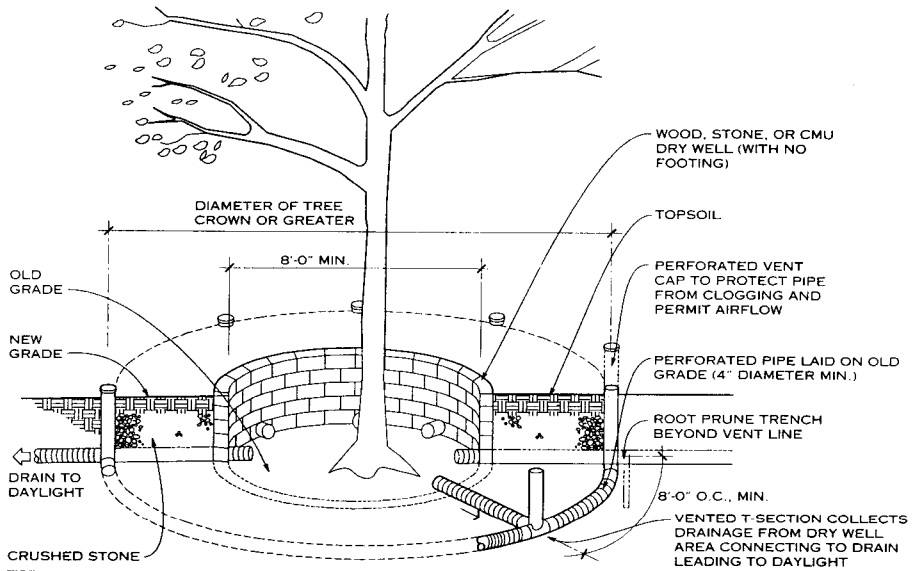 WOOD, STONE, OR CMU
DRY WELL (WITH NO
FOOTING)
DIAMETER OF TREE
CROWN OR GREATER
TOPSOIL
8'-0" MIN.
OLD
GRADE
PERFORATED VENT
CAP TO PROTECT PIPE
FROM CLOGGING AND
PERMIT AIRFLOW
NEW
GRADE
PERFORATED PIPE LAID ON OLD
GRADE (4" DIAMETER MIN.)
ROOT PRUNE TRENCH
BEYOND VENT LINE
DRAIN TO
DAYLIGHT
8'-0" O.C., MIN.
VENTED T-SECTION COLLECTS
DRAINAGE FROM DRY WELL
AREA CONNECTING TO DRAIN
LEADING TO DAYLIGHT
CRUSHED STONE